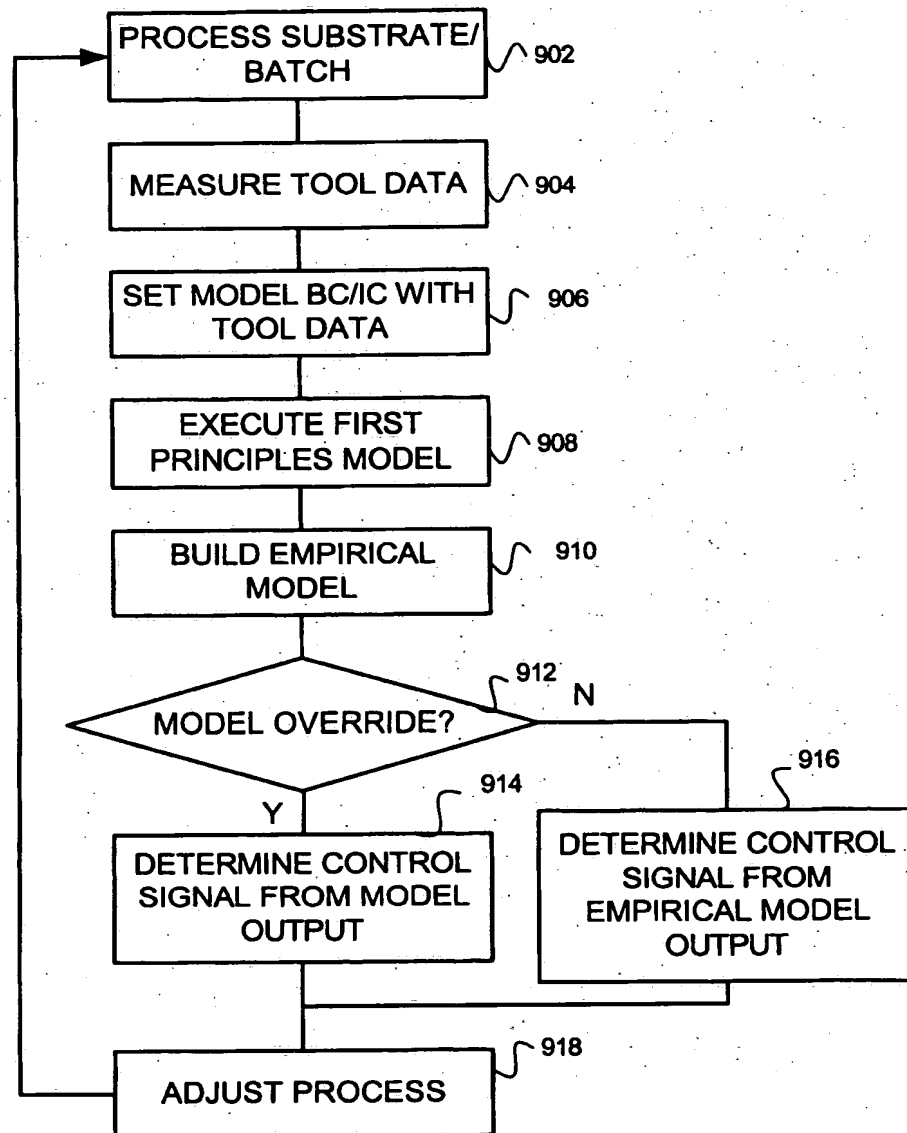 PROCESS SUBSTRATE/
BATCH
902
MEASURE TOOL DATA
904
SET MODEL BC/IC WITH
TOOL DATA
906
EXECUTE FIRST
PRINCIPLES MODEL
908
BUILD EMPIRICAL
MODEL
910
MODEL OVERRIDE?
912
N
Y
914
DETERMINE CONTROL
SIGNAL FROM MODEL
OUTPUT
916
DETERMINE CONTROL
SIGNAL FROM
EMPIRICAL MODEL
OUTPUT
ADJUST PROCESS
918